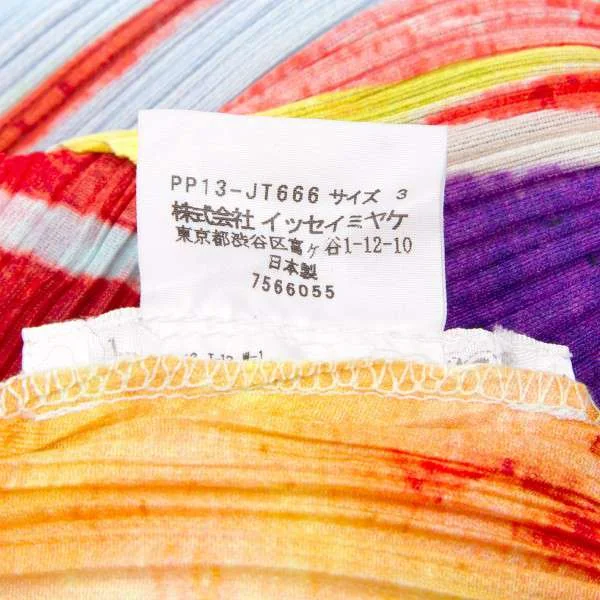 PP13-JT666 サイズ 3
株式会社 イッセイミヤケ
東京都渋谷区富ヶ谷1-12-10
日本製
7566055